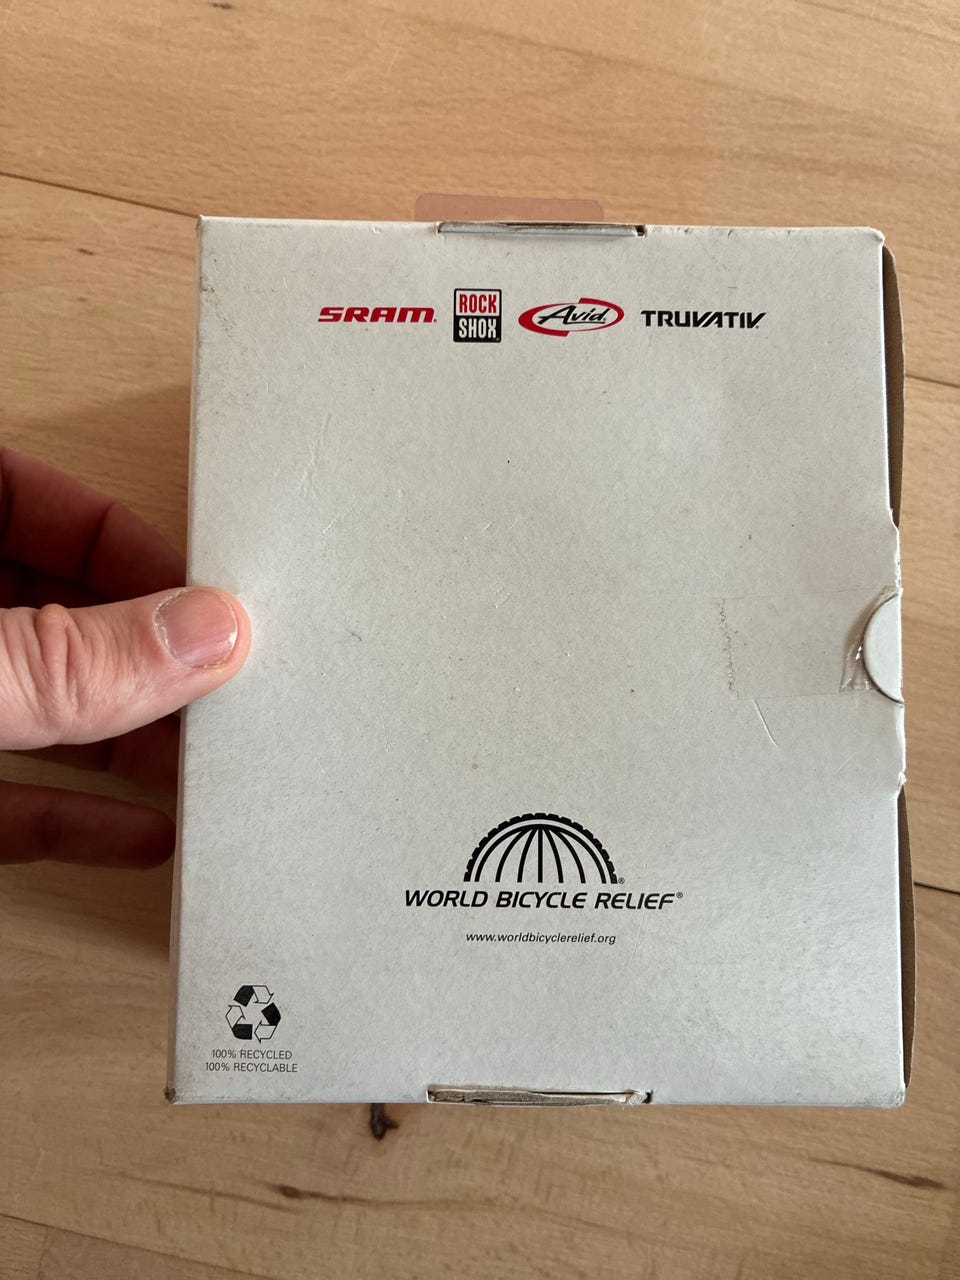 SRAM® ROCK SHOX® Avid® TRUVATIV®
®
WORLD BICYCLE RELIEF®
www.worldbicyclerelief.org
100% RECYCLED
100% RECYCLABLE